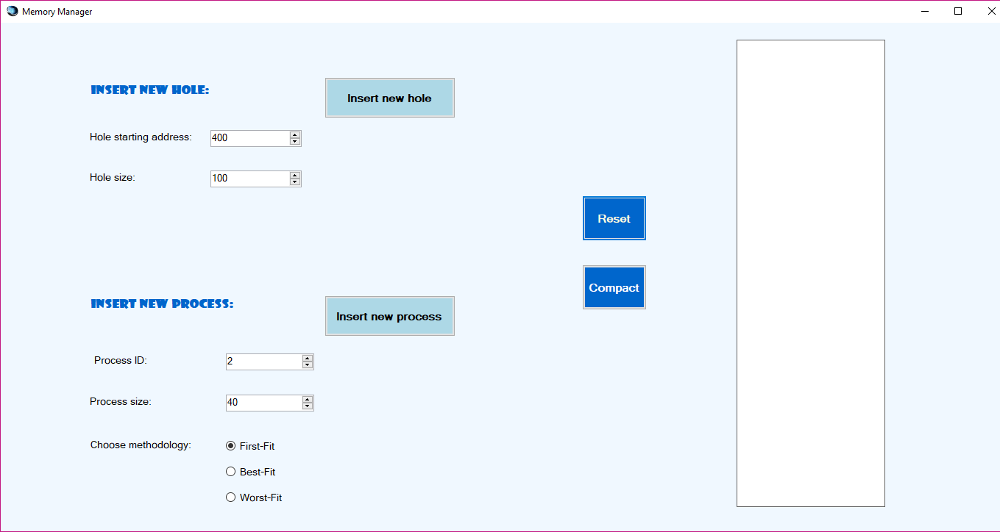 Memory Manager
INSERT NEW HOLE:
Insert new hole
Hole starting address: 400
Hole size: 100
Reset
Compact
INSERT NEW PROCESS:
Insert new process
Process ID: 2
Process size: 40
Choose methodology: First-Fit
Best-Fit
Worst-Fit